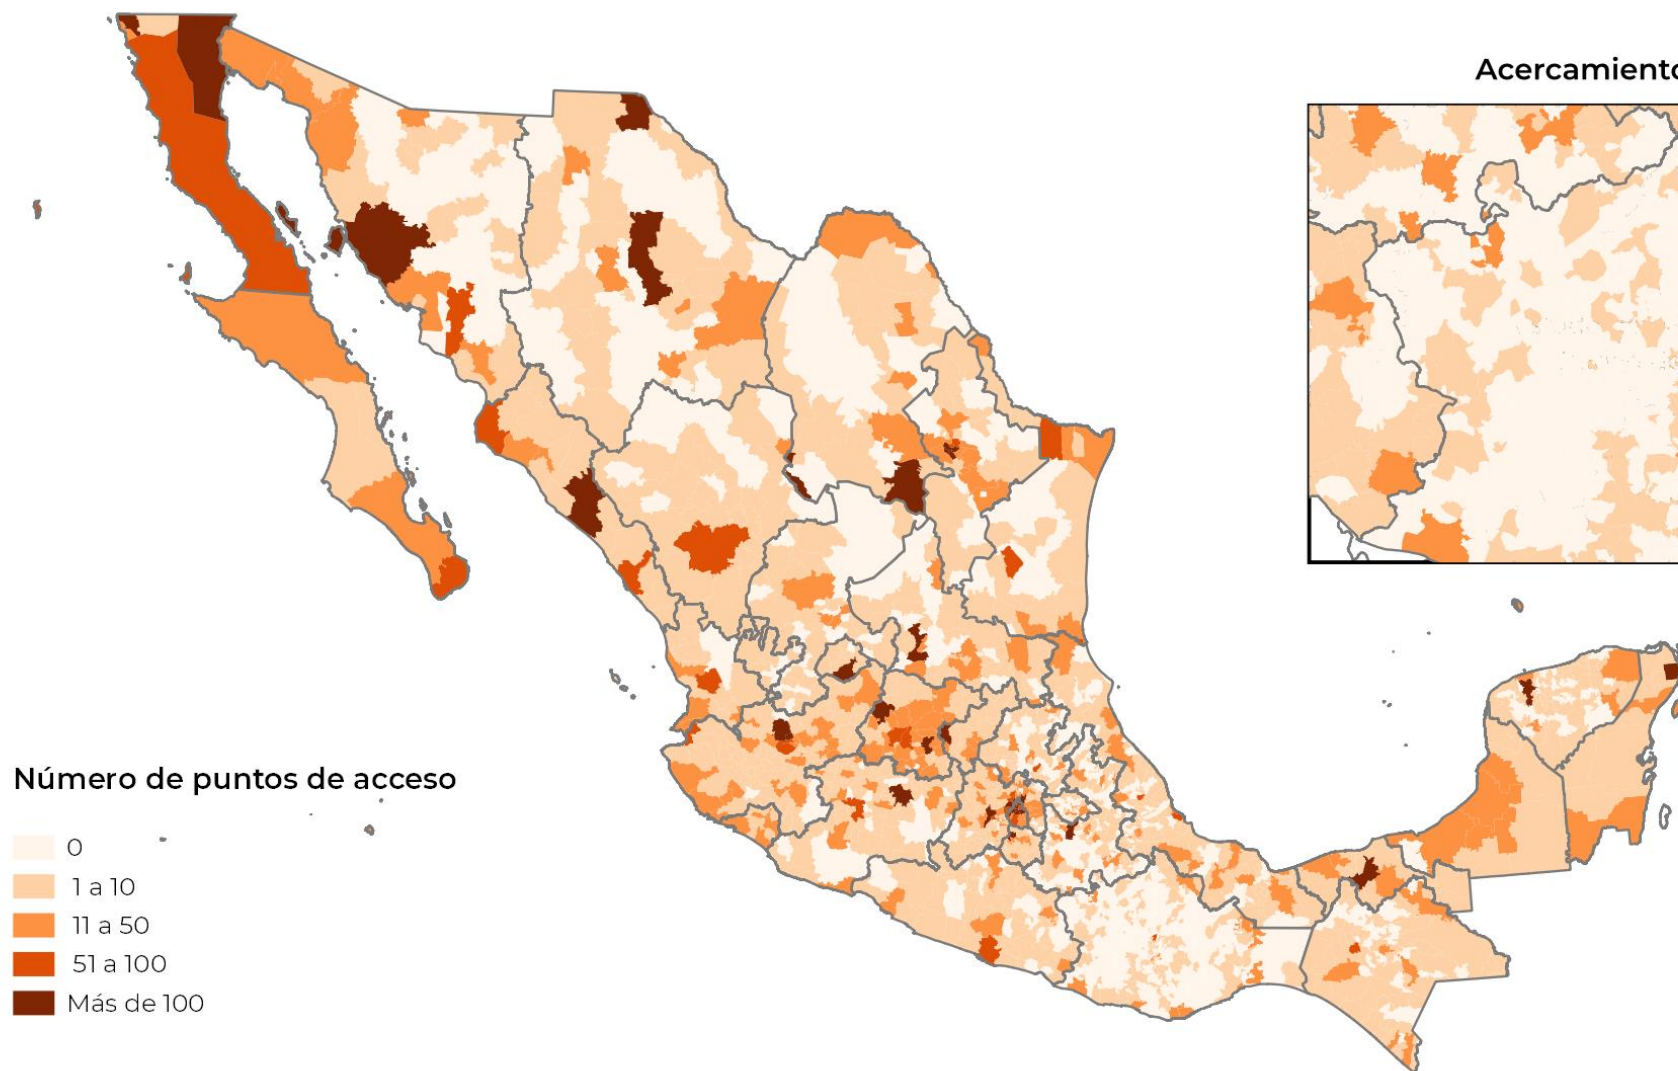 Acercamiento
Número de puntos de acceso
0
1 a 10
11 a 50
51 a 100
Más de 100